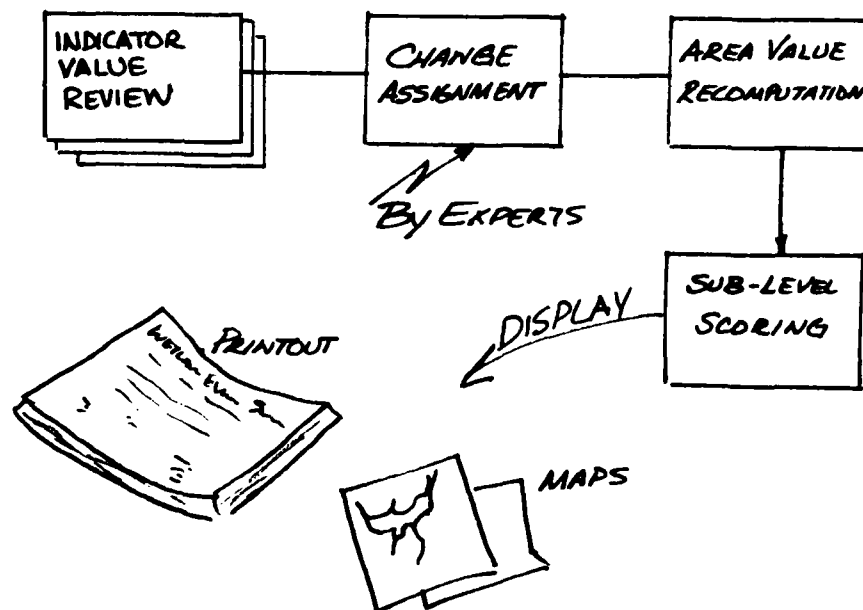 INDICATOR
VALUE
REVIEW
CHANGE
ASSIGNMENT
AREA VALUE
RECOMPUTATION
By EXPERTS
SUB-LEVEL
SCORING
DISPLAY
PRINTOUT
MAPS